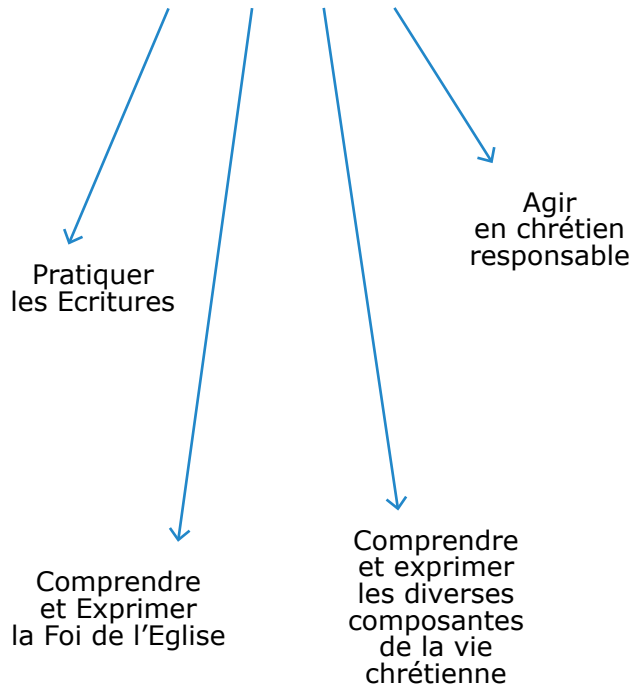 Agir
en chrétien
responsable
Pratiquer
les Ecritures
Comprendre
et Exprimer
la Foi de l'Eglise
Comprendre
et exprimer
les diverses
composantes
de la vie
chrétienne